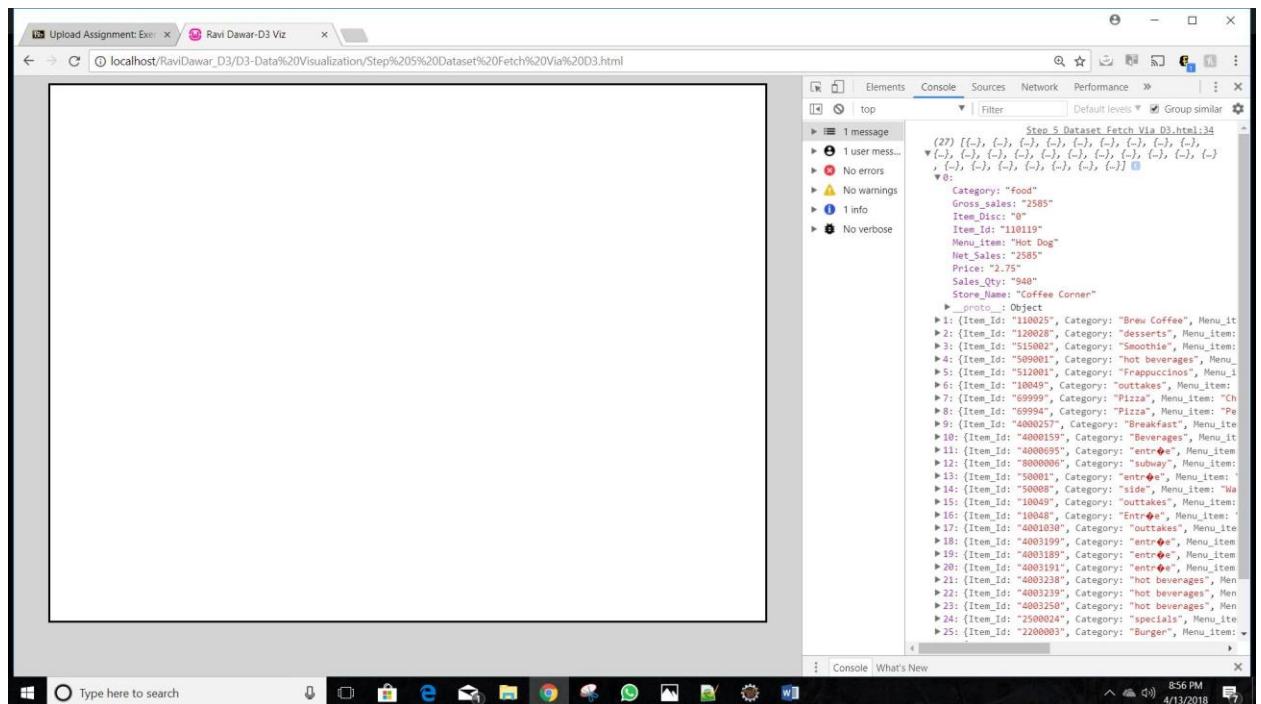 Upload Assignment: Exer
Ravi Dawar-D3 Viz
localhost/RaviDawar_D3/D3-Data%20Visualization/Step%205%20Dataset%20Fetch%20Via%20D3.html
Elements Console Sources Network Performance »
top Filter Default levels Group similar
1 message
1 user mess...
No errors
No warnings
1 info
No verbose
Step 5 Dataset Fetch Via D3.html:34
(27) [{…}, {…}, {…}, {…}, {…}, {…}, {…}, {…}, {…},
{…}, {…}, {…}, {…}, {…}, {…}, {…}, {…}, {…}, {…}, {…}
, {…}, {…}, {…}, {…}, {…}, {…}, {…}]
0:
Category: "food"
Gross_sales: "2585"
Item_Disc: "0"
Item_Id: "110119"
Menu_item: "Hot Dog"
Net_Sales: "2585"
Price: "2.75"
Sales_Qty: "940"
Store_Name: "Coffee Corner"
__proto__: Object
1: {Item_Id: "110025", Category: "Brew Coffee", Menu_it
2: {Item_Id: "120028", Category: "desserts", Menu_item:
3: {Item_Id: "515002", Category: "Smoothie", Menu_item:
4: {Item_Id: "509001", Category: "hot beverages", Menu_
5: {Item_Id: "512001", Category: "Frappuccinos", Menu_i
6: {Item_Id: "10049", Category: "outtakes", Menu_item:
7: {Item_Id: "69999", Category: "Pizza", Menu_item: "Ch
8: {Item_Id: "69994", Category: "Pizza", Menu_item: "Pe
9: {Item_Id: "4000257", Category: "Breakfast", Menu_ite
10: {Item_Id: "4000159", Category: "Beverages", Menu_it
11: {Item_Id: "4000695", Category: "entr�e", Menu_item
12: {Item_Id: "8000006", Category: "subway", Menu_item:
13: {Item_Id: "50001", Category: "entr�e", Menu_item: "
14: {Item_Id: "50008", Category: "side", Menu_item: "Wa
15: {Item_Id: "10049", Category: "outtakes", Menu_item:
16: {Item_Id: "10048", Category: "Entr�e", Menu_item: "
17: {Item_Id: "4001030", Category: "outtakes", Menu_ite
18: {Item_Id: "4003199", Category: "entr�e", Menu_item
19: {Item_Id: "4003189", Category: "entr�e", Menu_item
20: {Item_Id: "4003191", Category: "entr�e", Menu_item
21: {Item_Id: "4003238", Category: "hot beverages", Men
22: {Item_Id: "4003239", Category: "hot beverages", Men
23: {Item_Id: "4003250", Category: "hot beverages", Men
24: {Item_Id: "2500024", Category: "specials", Menu_ite
25: {Item_Id: "2200003", Category: "Burger", Menu_item:
Console What's New
Type here to search
8:56 PM
4/13/2018